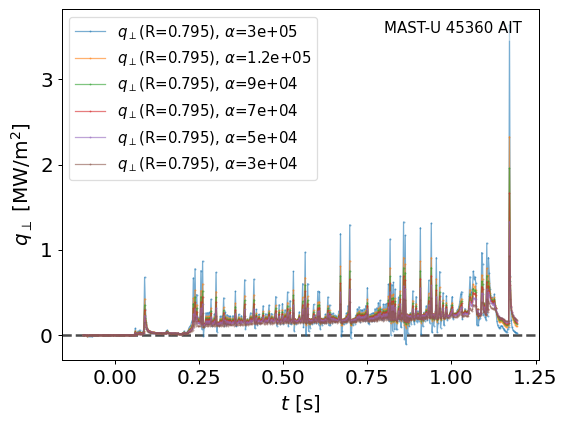 MAST-U 45360 AIT
q⊥(R=0.795), α=3e+05
q⊥(R=0.795), α=1.2e+05
q⊥(R=0.795), α=9e+04
q⊥(R=0.795), α=7e+04
q⊥(R=0.795), α=5e+04
q⊥(R=0.795), α=3e+04
q⊥ [MW/m²]
3
2
1
0
0.00 0.25 0.50 0.75 1.00 1.25
t [s]